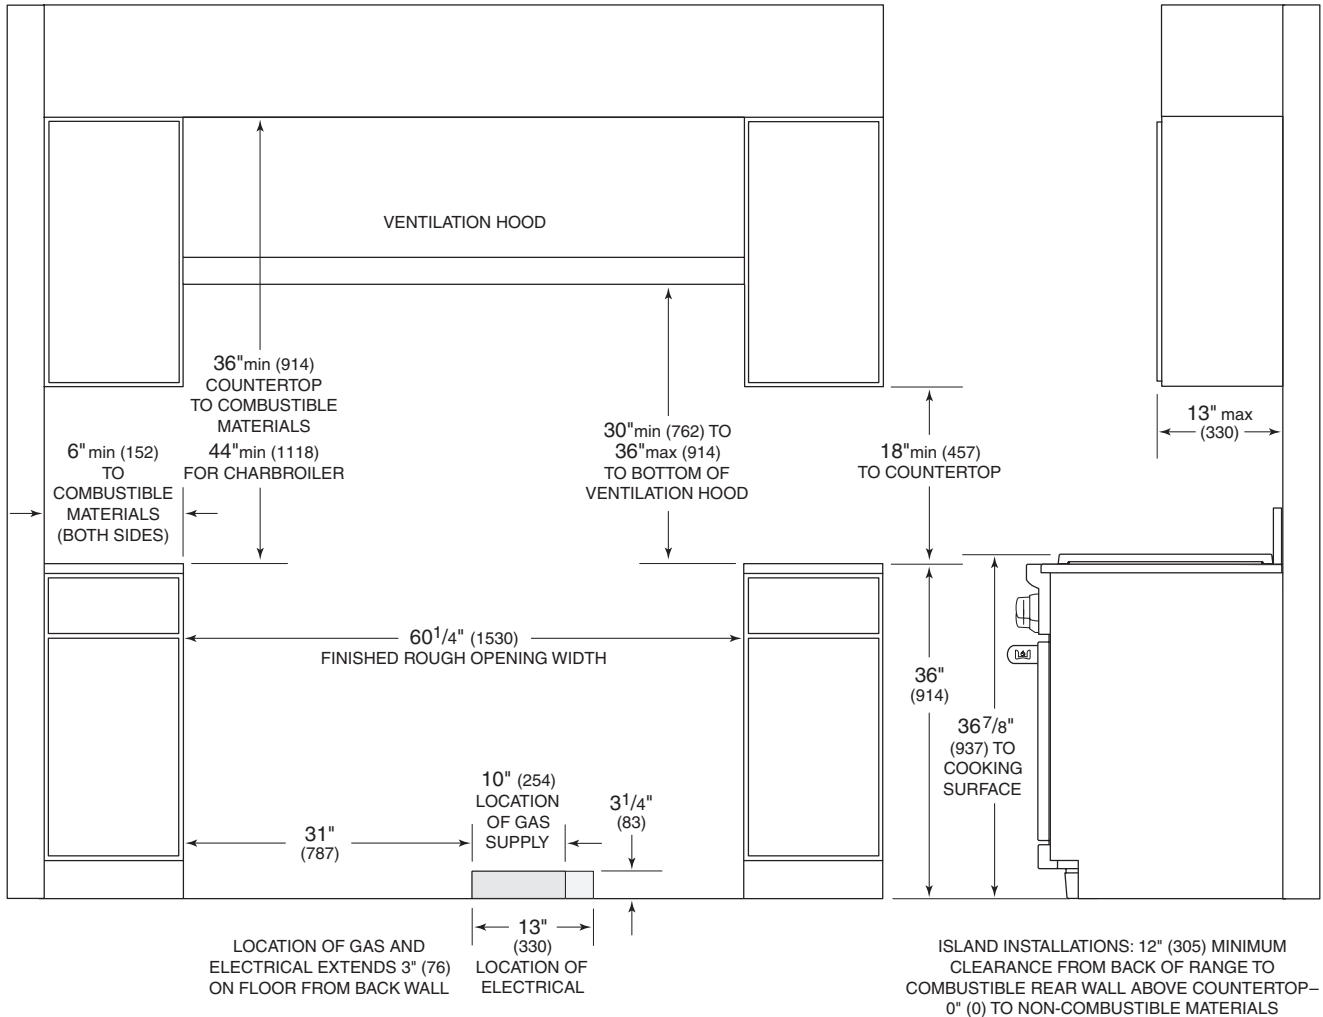 VENTILATION HOOD
36"min (914)
COUNTERTOP
TO COMBUSTIBLE
MATERIALS
44"min (1118)
FOR CHARBROILER
6"min (152)
TO
COMBUSTIBLE
MATERIALS
(BOTH SIDES)
30"min (762) TO
36"max (914)
TO BOTTOM OF
VENTILATION HOOD
18"min (457)
TO COUNTERTOP
13" max
(330)
60 1/4" (1530)
FINISHED ROUGH OPENING WIDTH
36"
(914)
36 7/8"
(937) TO
COOKING
SURFACE
31"
(787)
10" (254)
LOCATION
OF GAS
SUPPLY
3 1/4"
(83)
13"
(330)
LOCATION OF
ELECTRICAL
LOCATION OF GAS AND
ELECTRICAL EXTENDS 3" (76)
ON FLOOR FROM BACK WALL
ISLAND INSTALLATIONS: 12" (305) MINIMUM
CLEARANCE FROM BACK OF RANGE TO
COMBUSTIBLE REAR WALL ABOVE COUNTERTOP–
0" (0) TO NON-COMBUSTIBLE MATERIALS